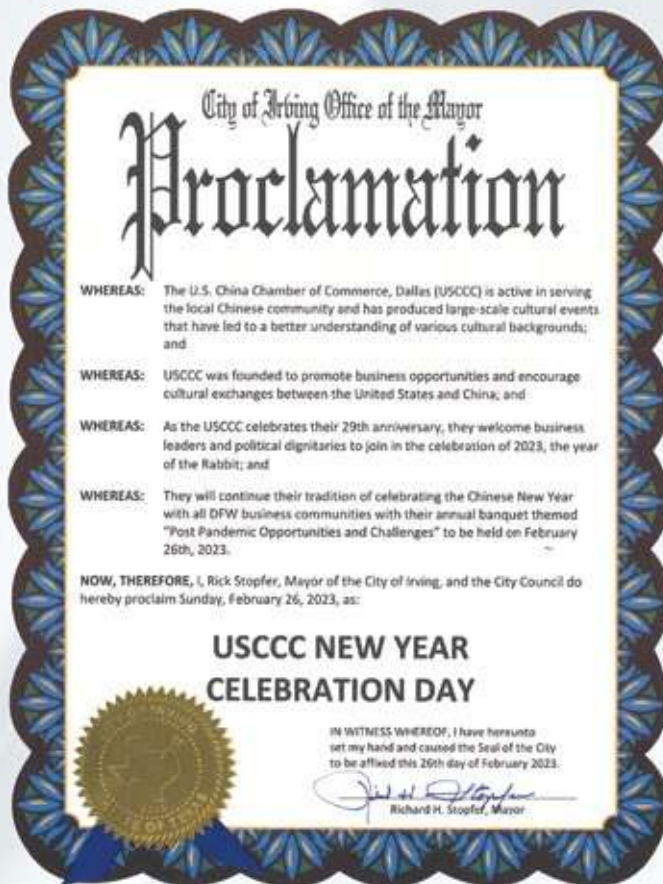 City of Irving Office of the Mayor
Proclamation
WHEREAS: The U.S. China Chamber of Commerce, Dallas (USCCC) is active in serving
the local Chinese community and has produced large-scale cultural events
that have led to a better understanding of various cultural backgrounds;
and
WHEREAS: USCCC was founded to promote business opportunities and encourage
cultural exchanges between the United States and China; and
WHEREAS: As the USCCC celebrates their 29th anniversary, they welcome business
leaders and political dignitaries to join in the celebration of 2023, the year
of the Rabbit; and
WHEREAS: They will continue their tradition of celebrating the Chinese New Year
with all DFW business communities with their annual banquet themed
"Post Pandemic Opportunities and Challenges" to be held on February
26th, 2023.
NOW, THEREFORE, I, Rick Stopfer, Mayor of the City of Irving, and the City Council do
hereby proclaim Sunday, February 26, 2023, as:
USCCC NEW YEAR
CELEBRATION DAY
IN WITNESS WHEREOF, I have hereunto
set my hand and caused the Seal of the City
to be affixed this 26th day of February 2023.
Richard H. Stopfer, Mayor